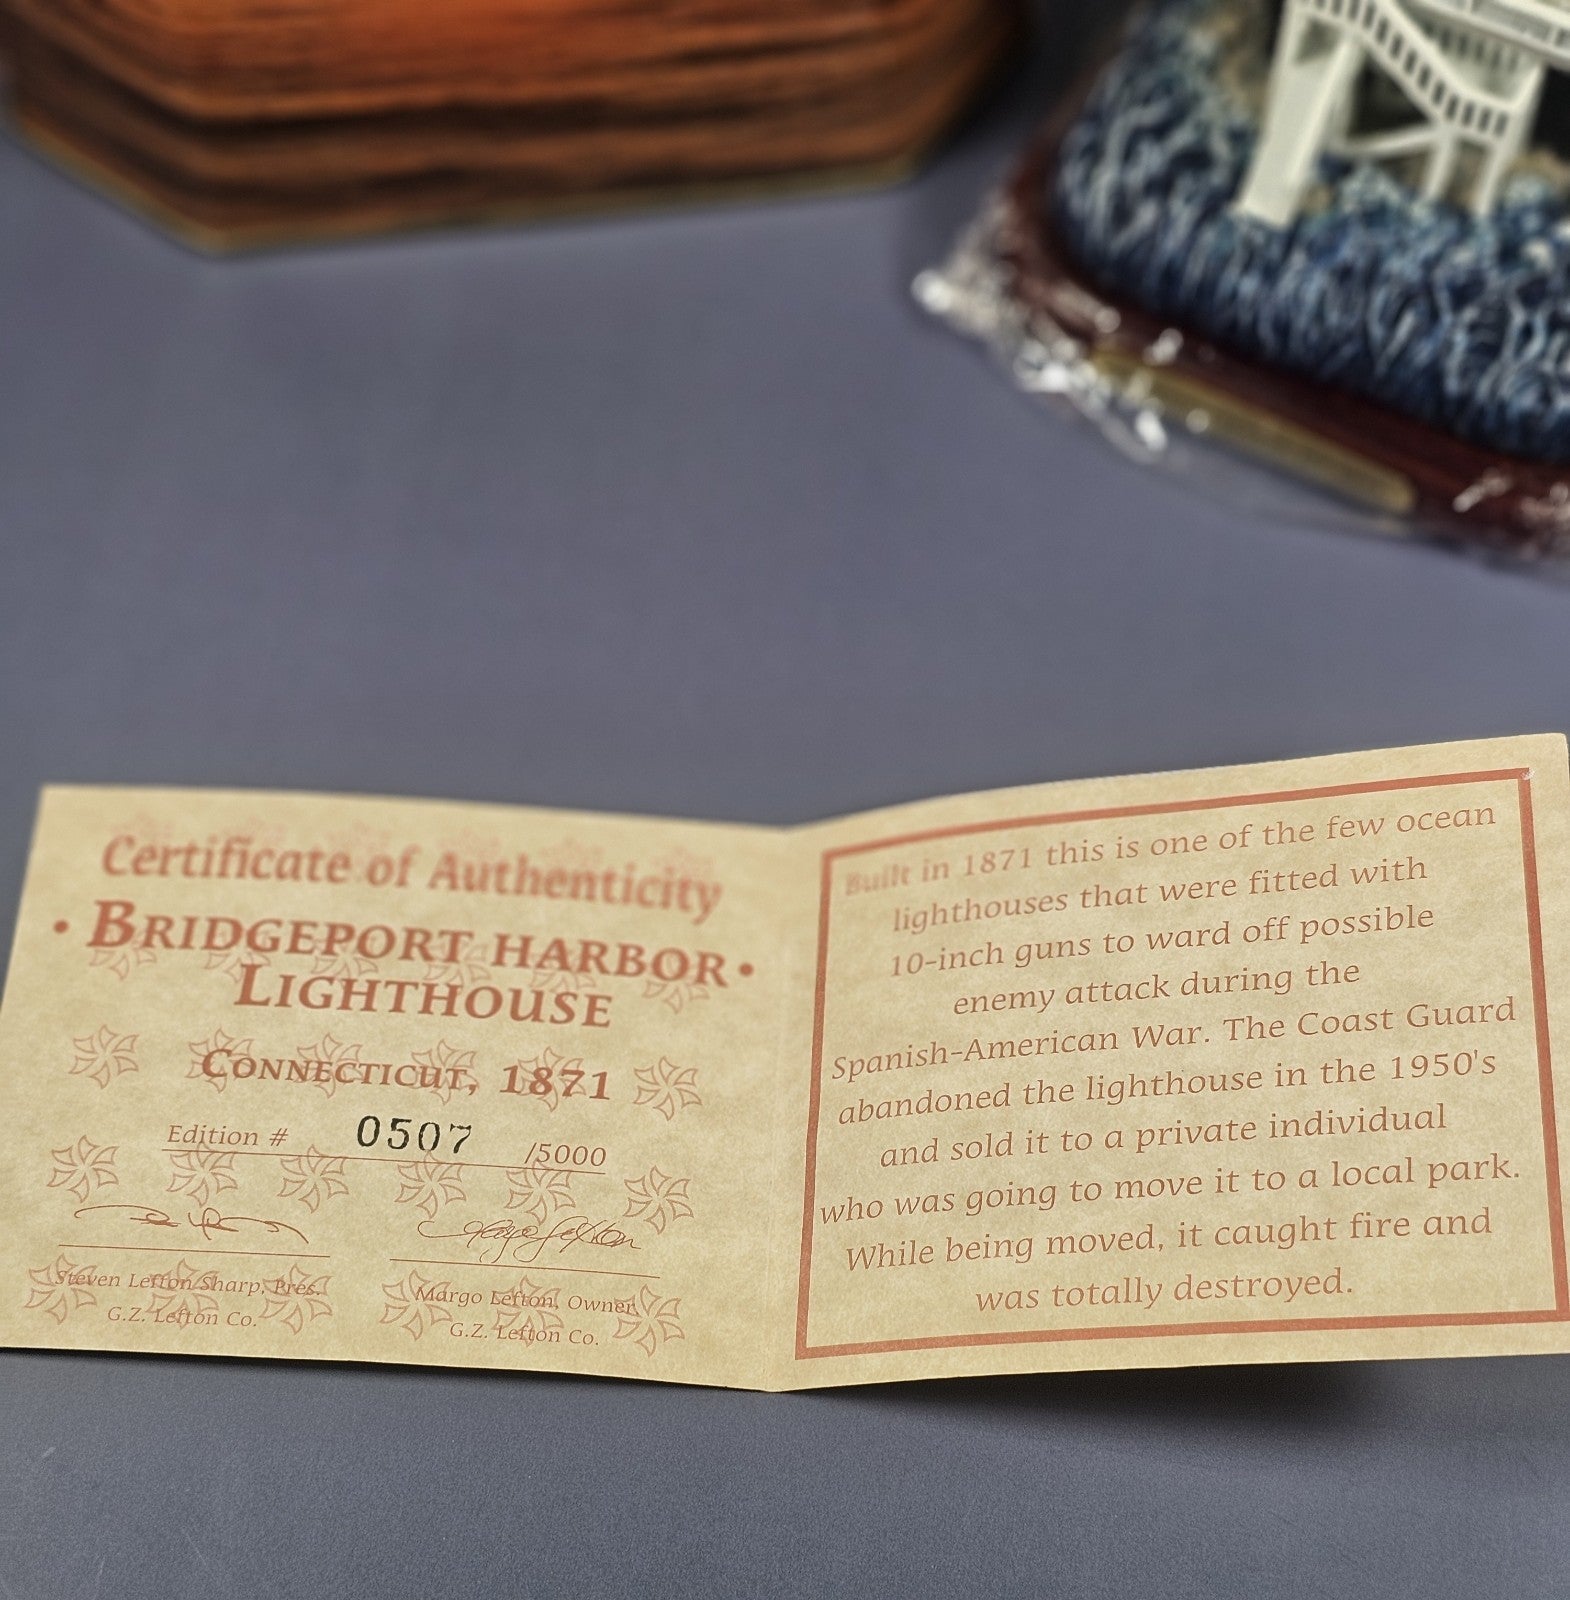 Certificate of Authenticity
• BRIDGEPORT HARBOR •
LIGHTHOUSE
CONNECTICUT, 1871
Edition # 0507 /5000
Steven Lefton Sharp, Pres.
G.Z. Lefton Co.
Margo Lefton, Owner
G.Z. Lefton Co.
Built in 1871 this is one of the few ocean
lighthouses that were fitted with
10-inch guns to ward off possible
enemy attack during the
Spanish-American War. The Coast Guard
abandoned the lighthouse in the 1950's
and sold it to a private individual
who was going to move it to a local park.
While being moved, it caught fire and
was totally destroyed.